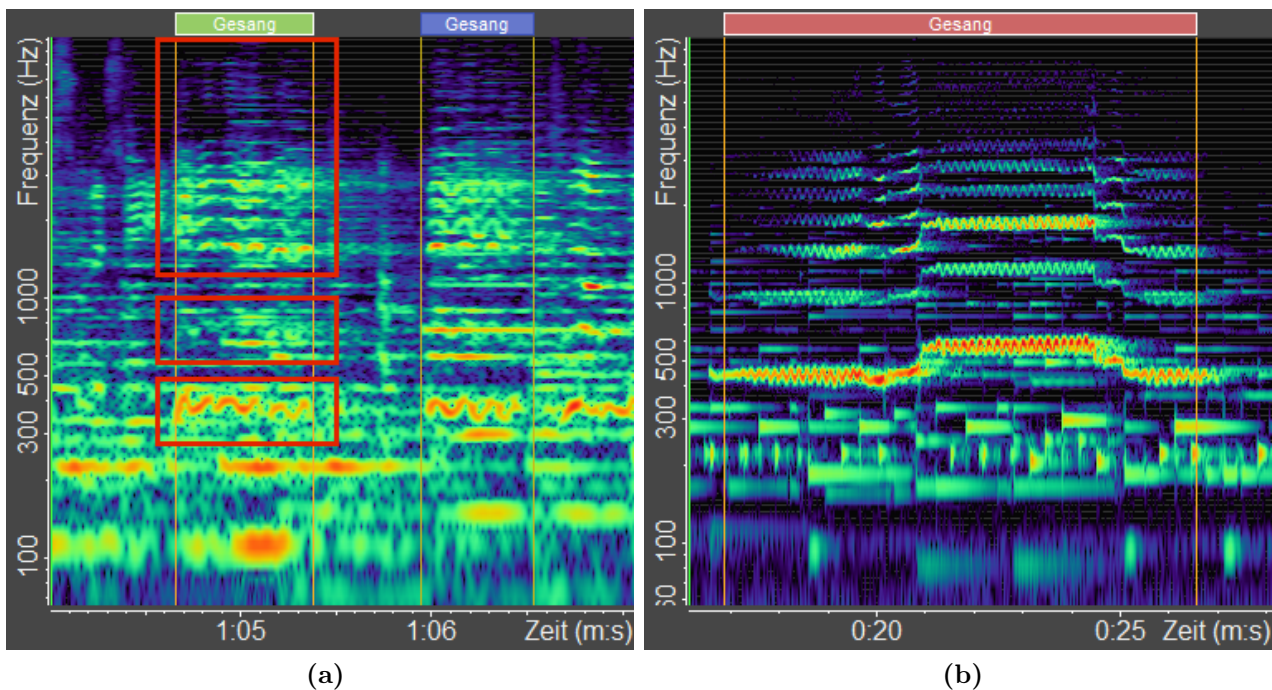 Gesang
Gesang
Frequenz (Hz)
1000
500
300
100
1:05
1:06
Zeit (m:s)
(a)
Gesang
Frequenz (Hz)
1000
500
300
100
0:20
0:25
Zeit (m:s)
(b)